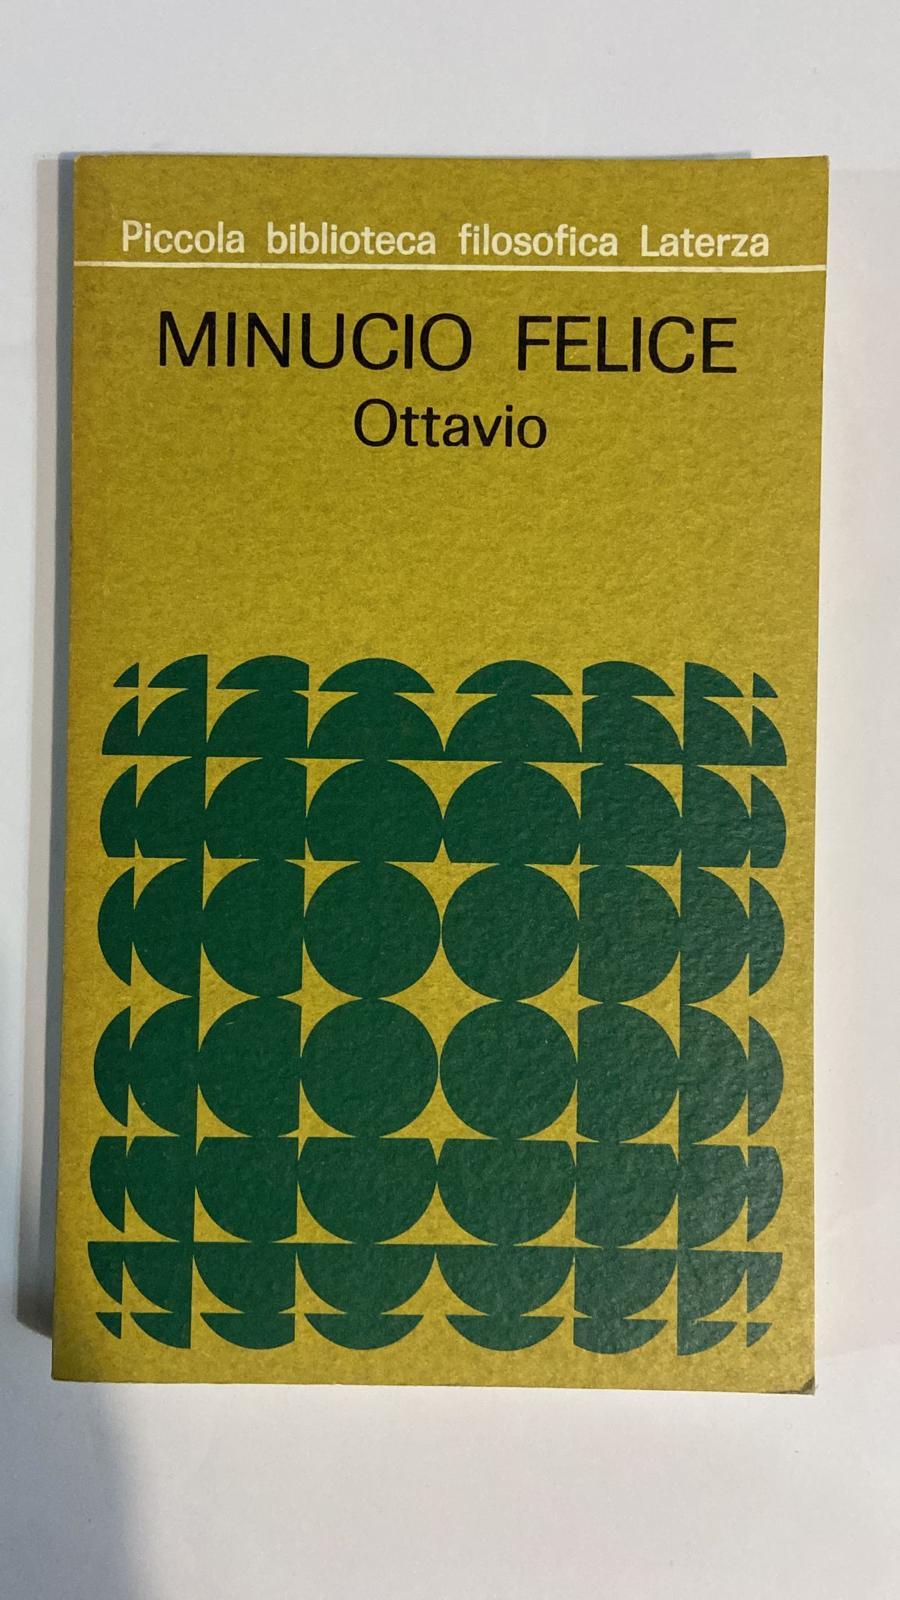 Piccola biblioteca filosofica Laterza
MINUCIO FELICE
Ottavio